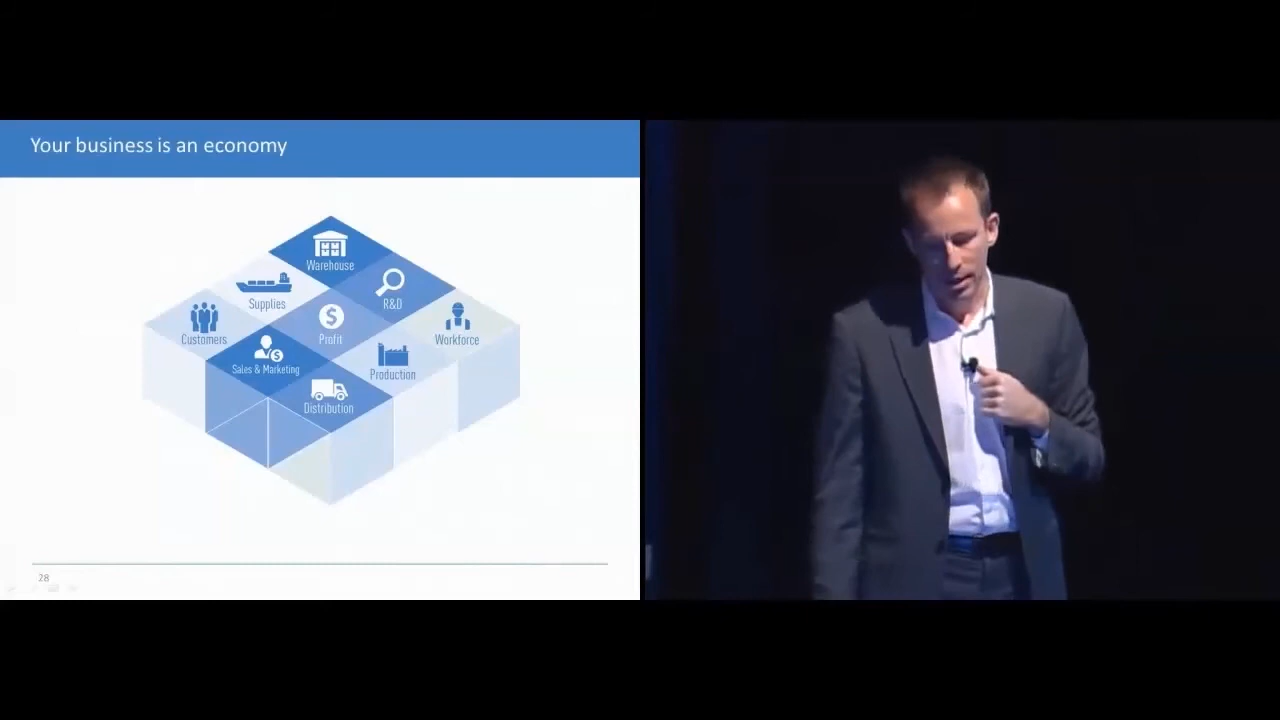 Your business is an economy
Warehouse
Supplies
R&D
Customers
Profit
Workforce
Sales & Marketing
Production
Distribution
28